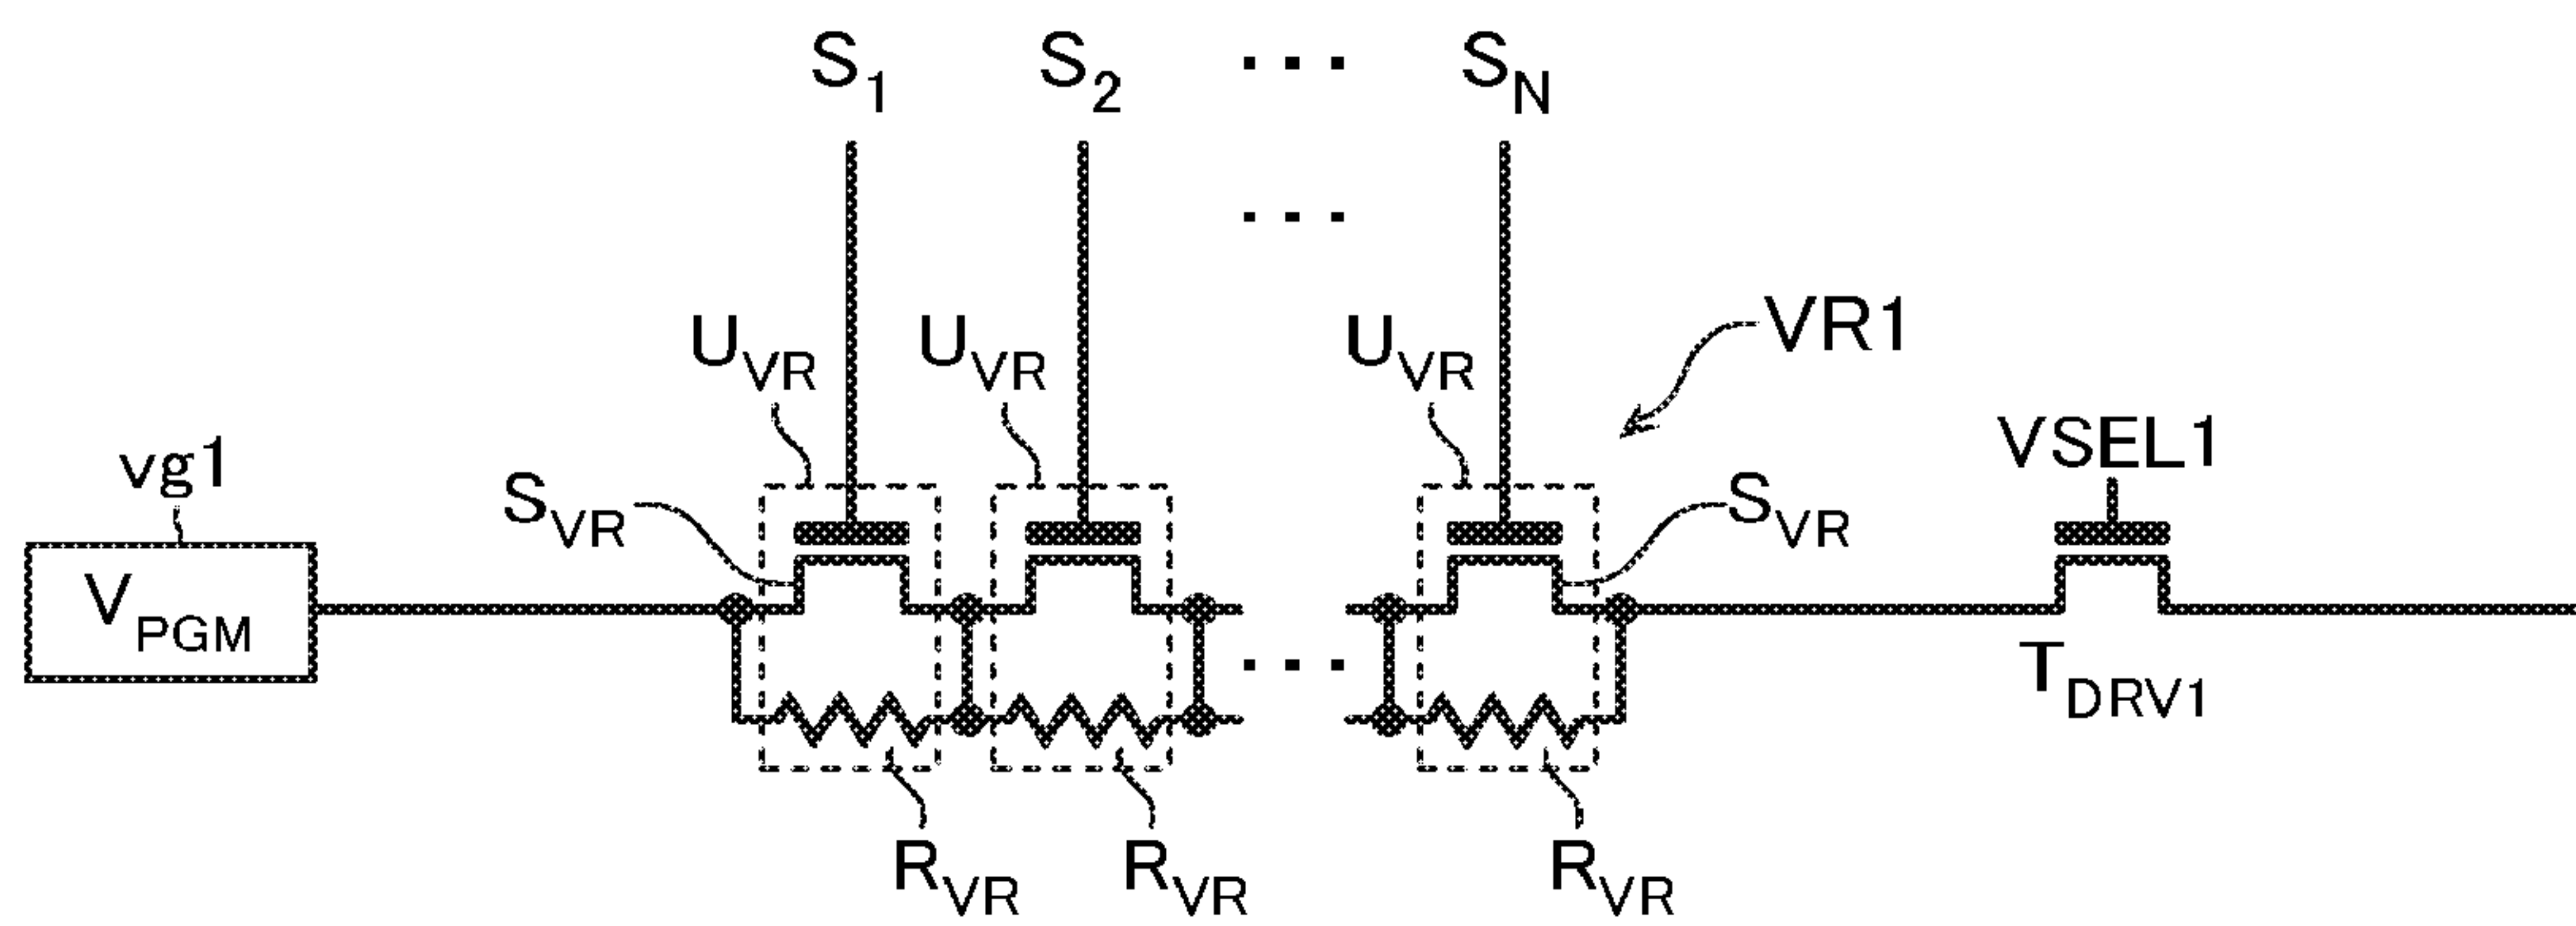 S1 S2 ... SN
...
UVR UVR UVR VR1
vg1 SVR SVR VSEL1
VPGM
... TDRV1
RVR RVR RVR